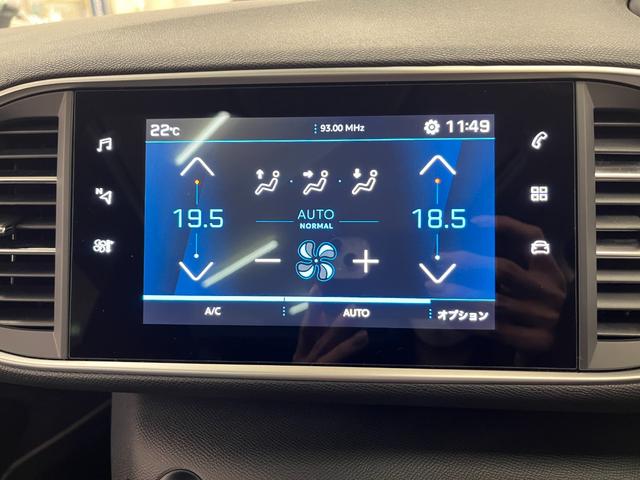 22°C
93.00 MHz
11:49
N
19.5
AUTO
NORMAL
18.5
A/C
AUTO
オプション